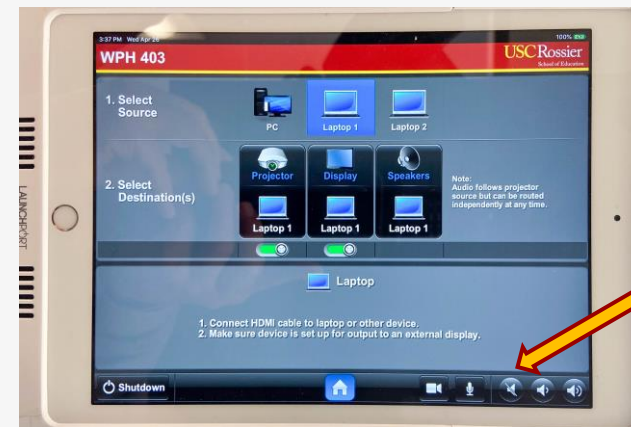 3:37 PM Wed Apr 26
100%
WPH 403
USC Rossier
School of Education
1. Select
Source
PC
Laptop 1
Laptop 2
2. Select
Destination(s)
Projector
Display
Speakers
Laptop 1
Laptop 1
Laptop 1
Note:
Audio follows projector
source but can be routed
independently at any time.
Laptop
1. Connect HDMI cable to laptop or other device.
2. Make sure device is set up for output to an external display.
Shutdown
LAUNCHPORT